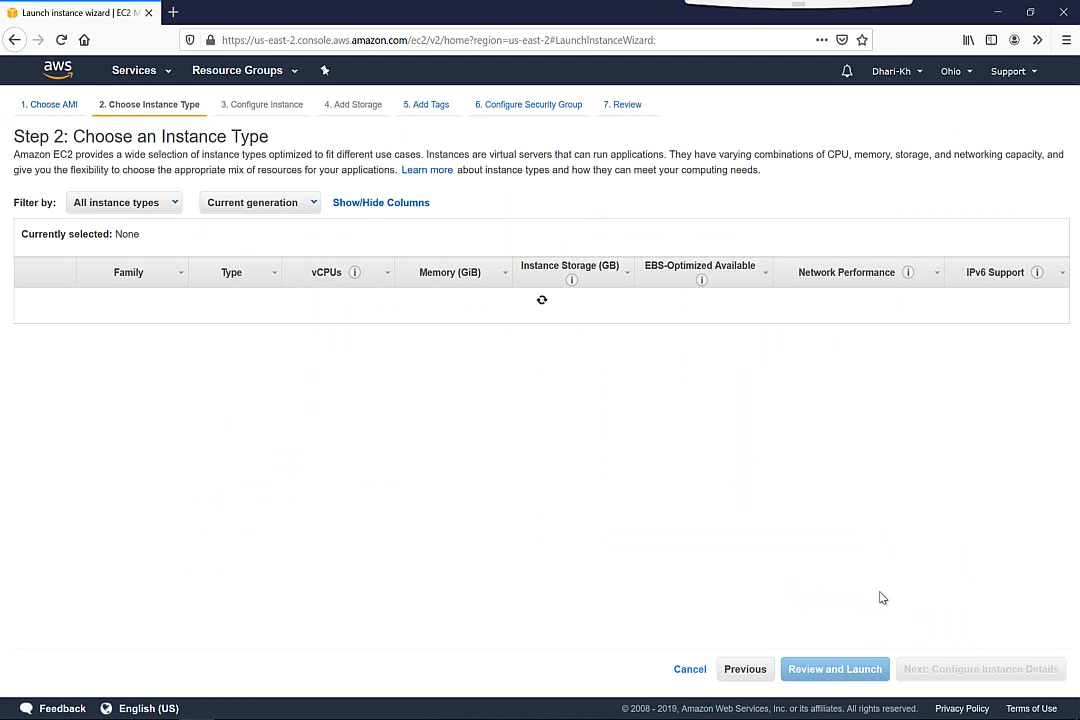 Launch instance wizard | EC2 M
https://us-east-2.console.aws.amazon.com/ec2/v2/home?region=us-east-2#LaunchInstanceWizard:
aws
Services
Resource Groups
Dhari-Kh
Ohio
Support
1. Choose AMI
2. Choose Instance Type
3. Configure Instance
4. Add Storage
5. Add Tags
6. Configure Security Group
7. Review
Step 2: Choose an Instance Type
Amazon EC2 provides a wide selection of instance types optimized to fit different use cases. Instances are virtual servers that can run applications. They have varying combinations of CPU, memory, storage, and networking capacity, and
give you the flexibility to choose the appropriate mix of resources for your applications. Learn more about instance types and how they can meet your computing needs.
Filter by:
All instance types
Current generation
Show/Hide Columns
Currently selected: None
Family
Type
vCPUs
Memory (GiB)
Instance Storage (GB)
EBS-Optimized Available
Network Performance
IPv6 Support
Cancel
Previous
Review and Launch
Next: Configure Instance Details
Feedback
English (US)
© 2008 - 2019, Amazon Web Services, Inc. or its affiliates. All rights reserved.
Privacy Policy
Terms of Use